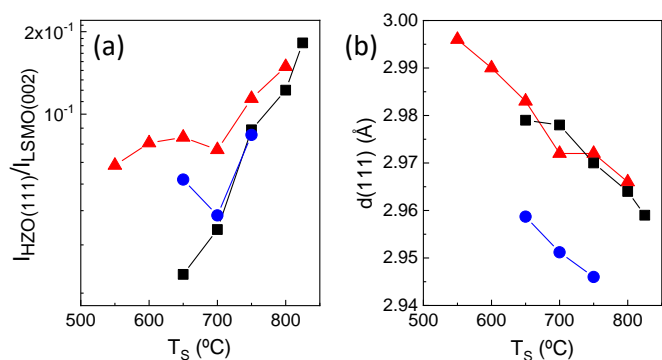 (a)
2x10⁻¹
10⁻¹
I_HZO(111)/I_LSMO(002)
500 600 700 800
T_S (ºC)
(b)
3.00
2.99
2.98
2.97
2.96
2.95
2.94
d(111) (Å)
500 600 700 800
T_S (ºC)